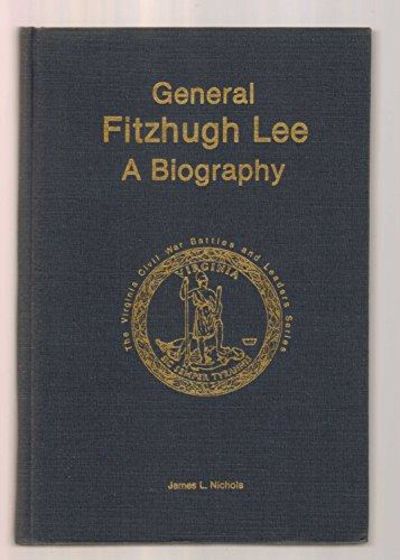 General
Fitzhugh Lee
A Biography
The Virginia Civil War Battles and Leaders Series
VIRGINIA
SIC SEMPER TYRANNIS
James L. Nichols